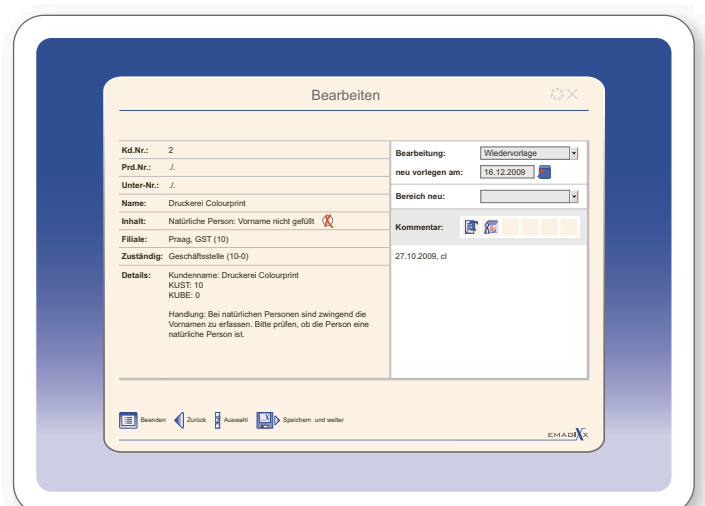 Bearbeiten
Kd.Nr.: 2
Prd.Nr.: ./.
Unter-Nr.: ./.
Name: Druckerei Colourprint
Inhalt: Natürliche Person: Vorname nicht gefüllt
Filiale: Praag, GST (10)
Zuständig: Geschäftsstelle (10-0)
Details: Kundenname: Druckerei Colourprint
KUST: 10
KUBE: 0
Handlung: Bei natürlichen Personen sind zwingend die
Vornamen zu erfassen. Bitte prüfen, ob die Person eine
natürliche Person ist.
Bearbeitung: Wiedervorlage
neu vorlegen am: 16.12.2009
Bereich neu:
Kommentar:
27.10.2009, cl
Beenden Zurück Auswahl Speichern und weiter
EMAGIXX